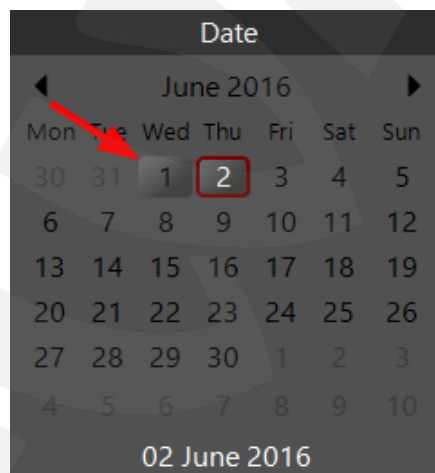 Date
June 2016
Mon Tue Wed Thu Fri Sat Sun
30 31 1 2 3 4 5
6 7 8 9 10 11 12
13 14 15 16 17 18 19
20 21 22 23 24 25 26
27 28 29 30 1 2 3
4 5 6 7 8 9 10
02 June 2016